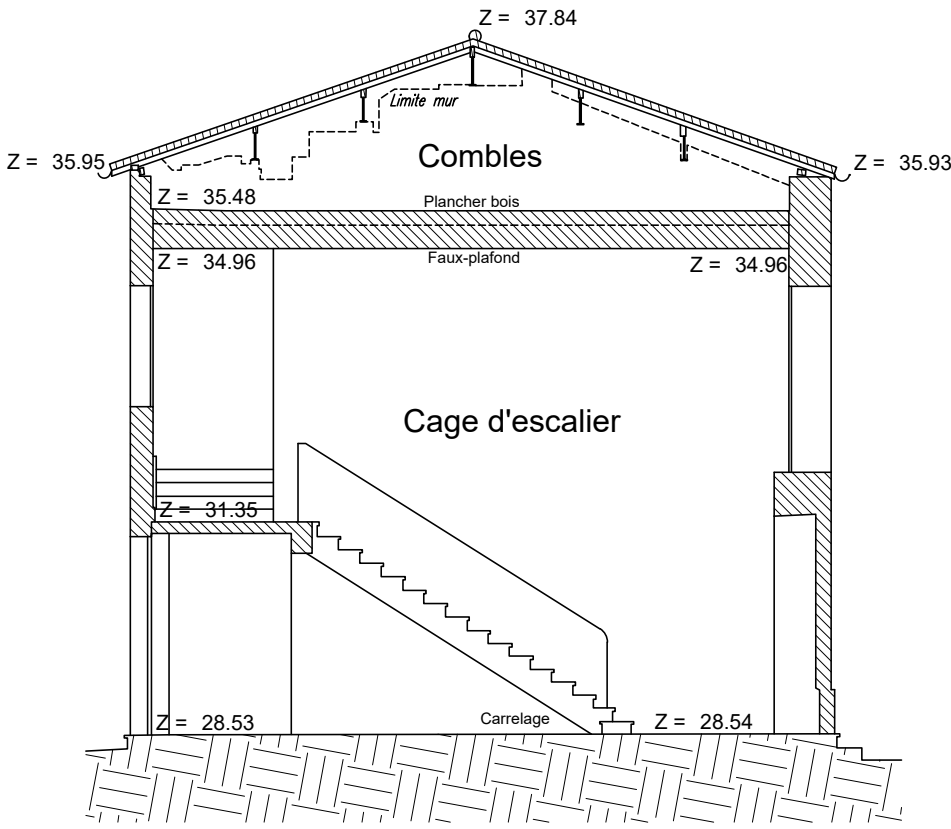 Z = 37.84
Limite mur
Z = 35.95
Combles
Z = 35.93
Z = 35.48
Plancher bois
Z = 34.96
Faux-plafond
Z = 34.96
Cage d'escalier
Z = 31.35
Z = 28.53
Carrelage
Z = 28.54